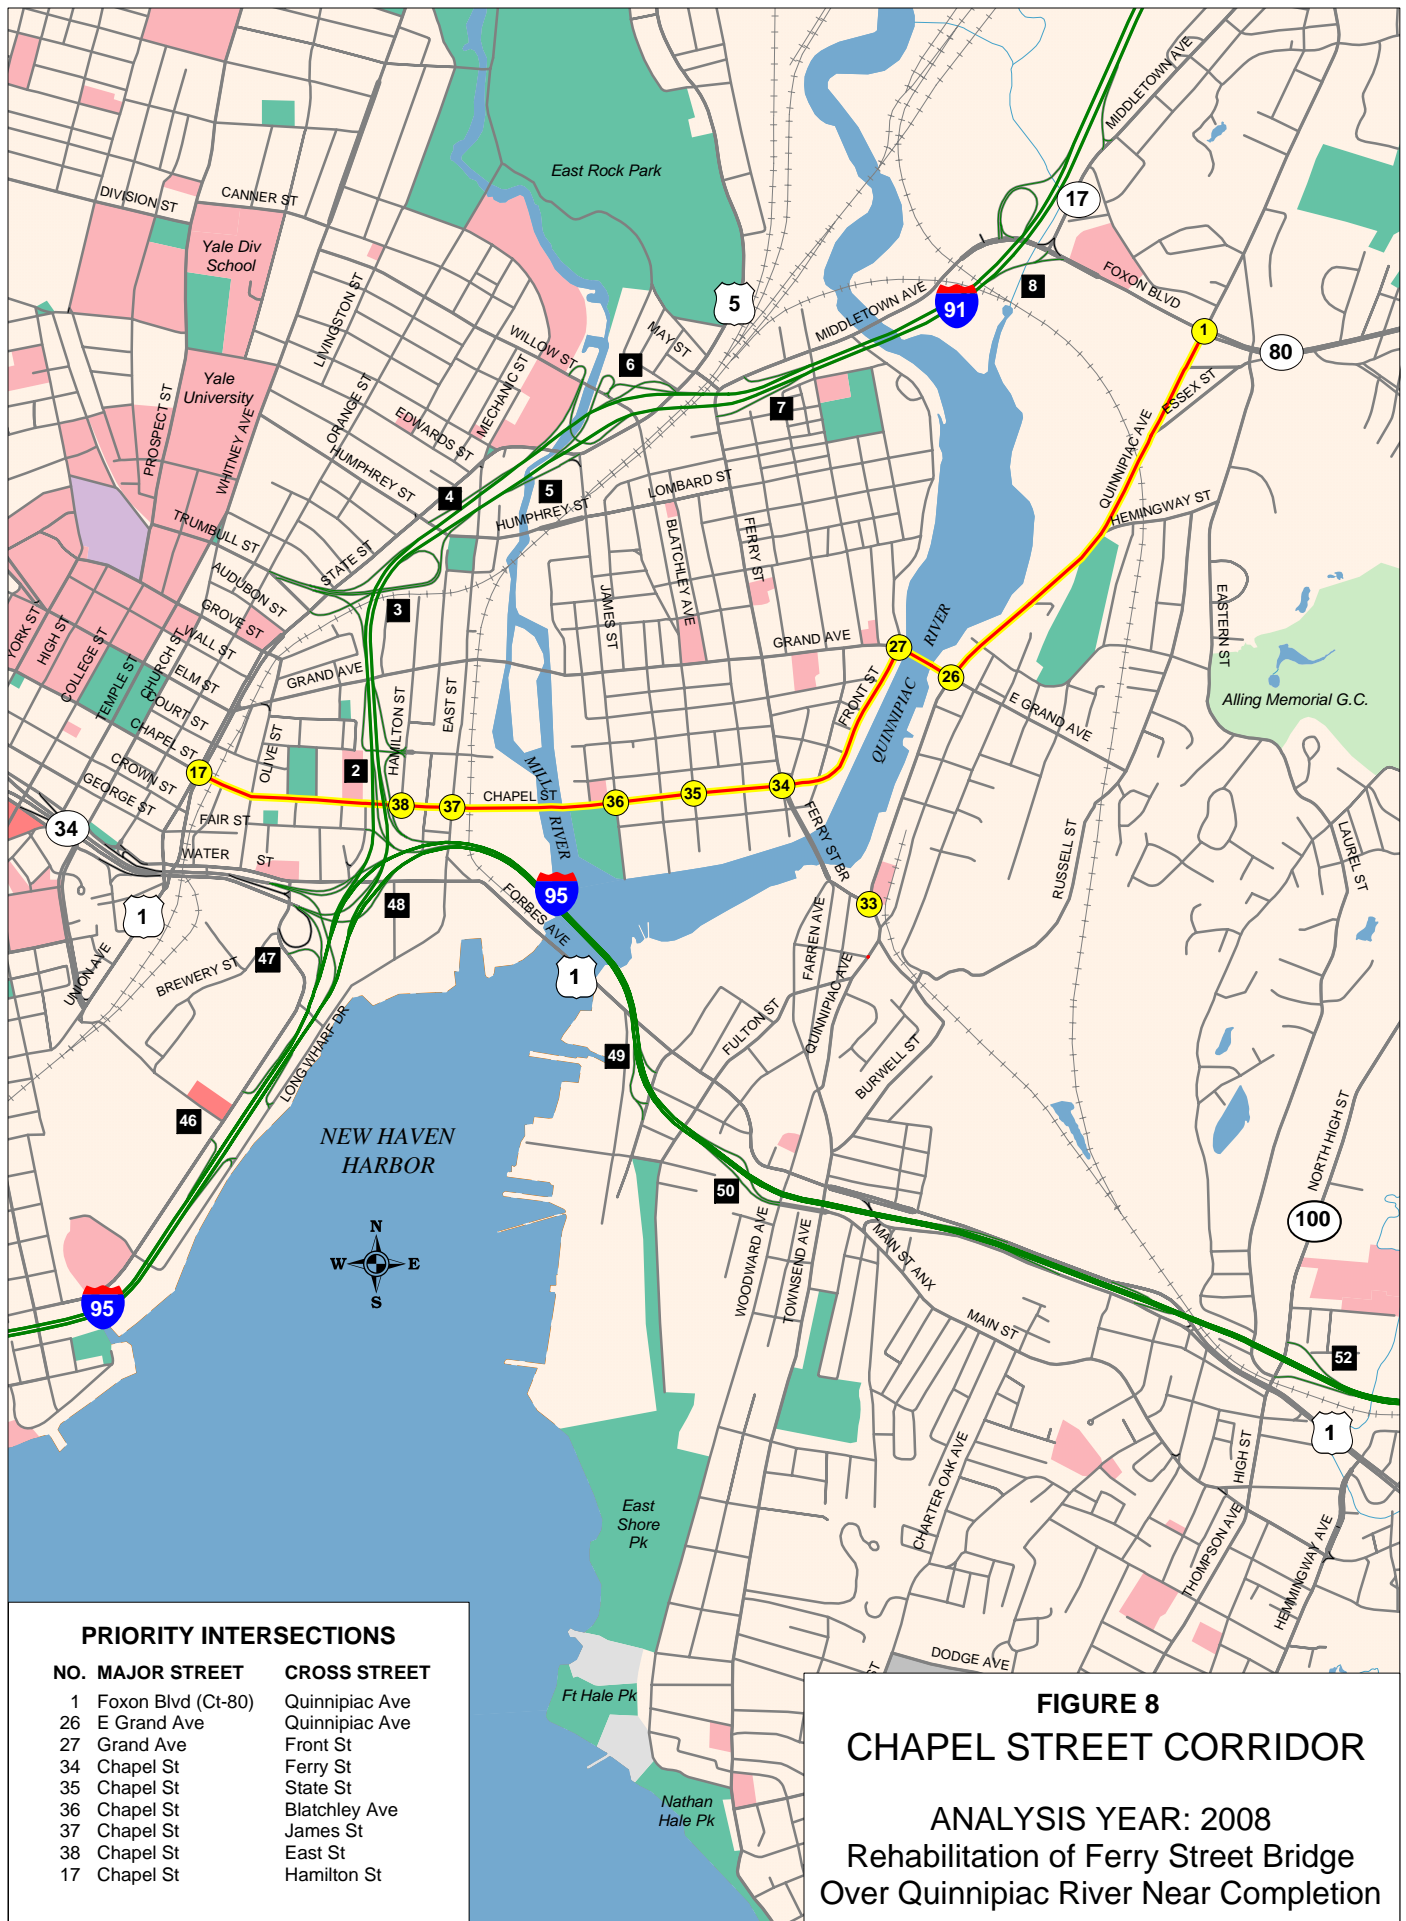 MIDDLETOWN AVE
East Rock Park
DIVISION ST
CANNER ST
17
Yale Div
School
LIVINGSTON ST
5
MIDDLETOWN AVE
91
8
FOXON BLVD
1
80
WILLOW ST
MAY ST
6
7
Yale
University
PROSPECT ST
WHITNEY AVE
ORANGE ST
EDWARDS ST
MECHANIC ST
HUMPHREY ST
ESSEX ST
QUINNIPIAC AVE
HEMINGWAY ST
4
5
HUMPHREY ST
LOMBARD ST
BLATCHLEY AVE
FERRY ST
TRUMBULL ST
STATE ST
AUDUBON ST
GROVE ST
WALL ST
ELM ST
COURT ST
CHAPEL ST
CROWN ST
GEORGE ST
YORK ST
HIGH ST
COLLEGE ST
TEMPLE ST
CHURCH ST
3
JAMES ST
GRAND AVE
GRAND AVE
27
26
QUINNIPIAC RIVER
FRONT ST
E GRAND AVE
EASTERN ST
Alling Memorial G.C.
HAMILTON ST
EAST ST
OLIVE ST
2
17
38
37
CHAPEL ST
MILL RIVER
36
35
34
FERRY ST BR
33
34
FAIR ST
WATER ST
1
48
FORBES AVE
95
1
FARREN AVE
QUINNIPIAC AVE
RUSSELL ST
LAUREL ST
47
UNION AVE
BREWERY ST
LONG WHARF DR
46
49
FULTON ST
BURWELL ST
NEW HAVEN
HARBOR
N
W E
S
95
50
WOODWARD AVE
TOWNSEND AVE
MAIN ST ANX
MAIN ST
NORTH HIGH ST
100
52
1
HIGH ST
CHARTER OAK AVE
THOMPSON AVE
HEMMINGWAY AVE
DODGE AVE
ST
East
Shore
Pk
Ft Hale Pk
Nathan
Hale Pk
PRIORITY INTERSECTIONS
NO. MAJOR STREET CROSS STREET
1 Foxon Blvd (Ct-80) Quinnipiac Ave
26 E Grand Ave Quinnipiac Ave
27 Grand Ave Front St
34 Chapel St Ferry St
35 Chapel St State St
36 Chapel St Blatchley Ave
37 Chapel St James St
38 Chapel St East St
17 Chapel St Hamilton St
FIGURE 8
CHAPEL STREET CORRIDOR
ANALYSIS YEAR: 2008
Rehabilitation of Ferry Street Bridge
Over Quinnipiac River Near Completion